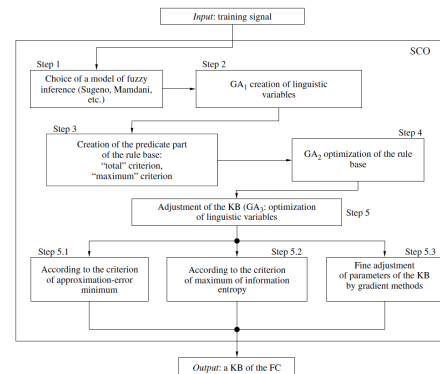 Input: training signal
SCO
Step 1
Choice of a model of fuzzy
inference (Sugeno, Mamdani,
etc.)
Step 2
GA1 creation of linguistic
variables
Step 3
Creation of the predicate part
of the rule base:
“total” criterion,
“maximum” criterion
Step 4
GA2 optimization of the rule
base
Adjustment of the KB (GA3: optimization
of linguistic variables
Step 5
Step 5.1
According to the criterion
of approximation-error
minimum
Step 5.2
According to the criterion
of maximum of information
entropy
Step 5.3
Fine adjustment
of parameters of the KB
by gradient methods
Output: a KB of the FC